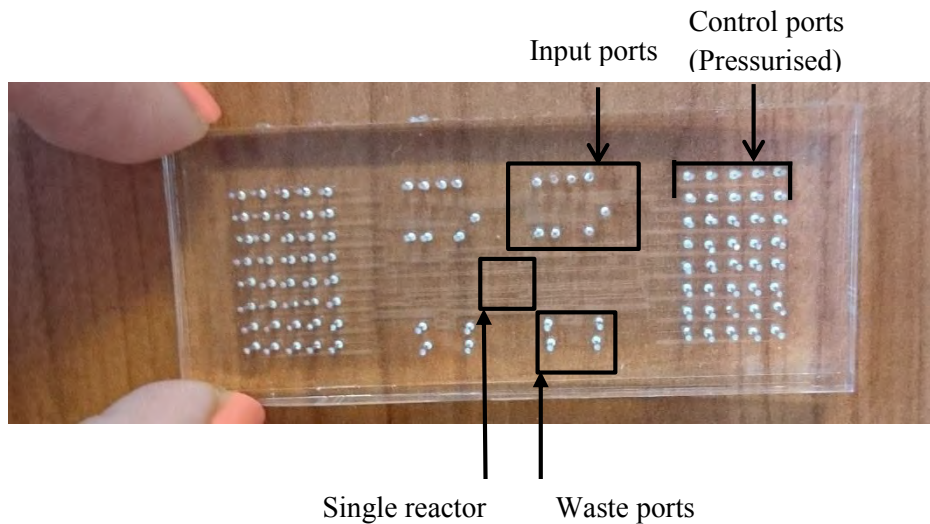 Control ports
Input ports
(Pressurised)
Single reactor
Waste ports